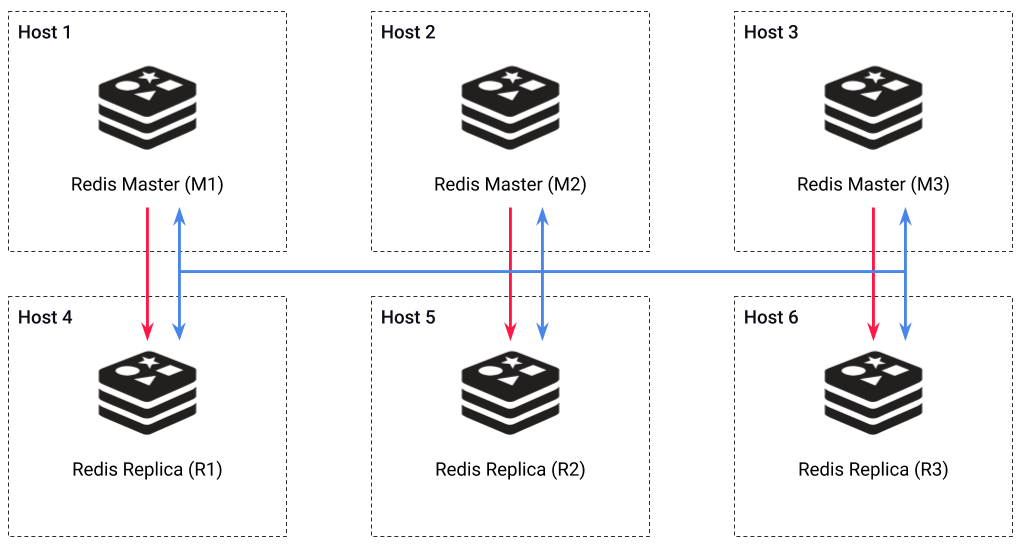 Host 1
Host 2
Host 3
Redis Master (M1)
Redis Master (M2)
Redis Master (M3)
Host 4
Host 5
Host 6
Redis Replica (R1)
Redis Replica (R2)
Redis Replica (R3)